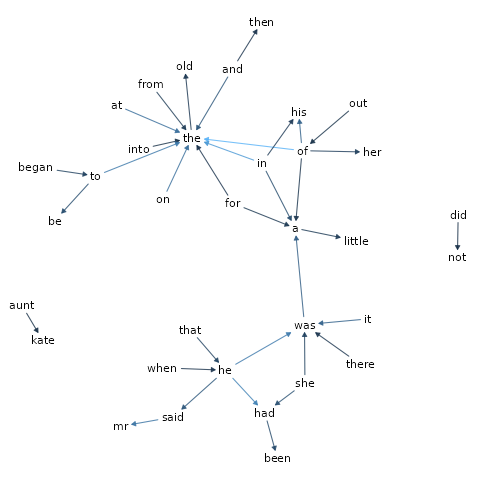 then
old
and
from
at
his
out
the
into
in
of
her
began
to
on
for
be
did
a
little
not
aunt
kate
it
was
that
there
when
he
she
said
had
mr
been